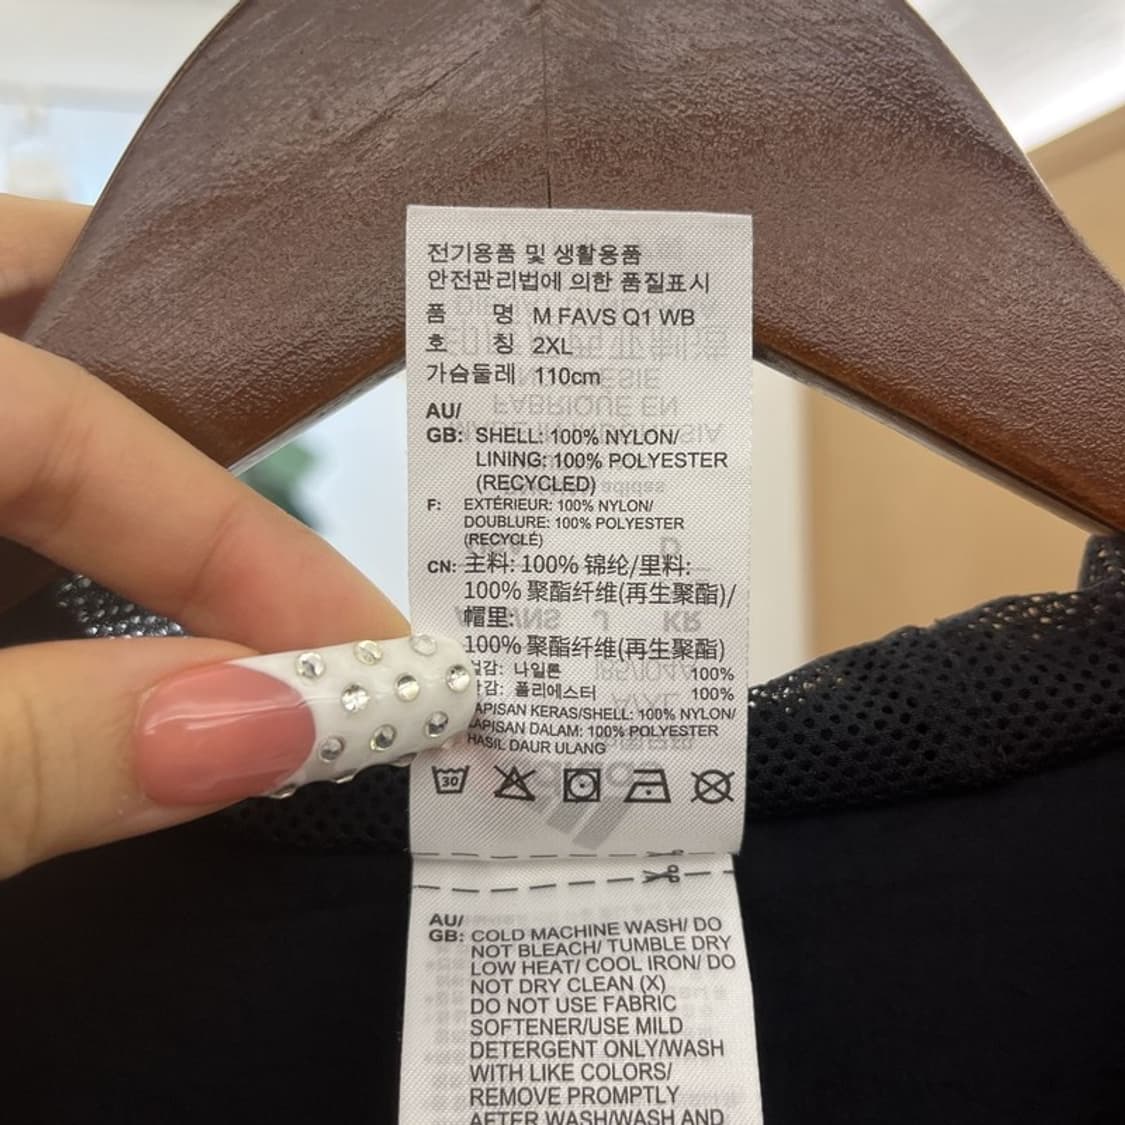 전기용품 및 생활용품
안전관리법에 의한 품질표시
품 명 M FAVS Q1 WB
호 칭 2XL
가슴둘레 110cm
AU/
GB: SHELL: 100% NYLON/
LINING: 100% POLYESTER
(RECYCLED)
F: EXTÉRIEUR: 100% NYLON/
DOUBLURE: 100% POLYESTER
(RECYCLÉ)
CN: 主料: 100% 锦纶/里料:
100% 聚酯纤维(再生聚酯)/
帽里:
100% 聚酯纤维(再生聚酯)
나일론 100%
폴리에스터 100%
KERAS/SHELL: 100% NYLON/
DALAM: 100% POLYESTER
HASIL DAUR ULANG
30
AU/
GB: COLD MACHINE WASH/ DO
NOT BLEACH/ TUMBLE DRY
LOW HEAT/ COOL IRON/ DO
NOT DRY CLEAN (X)
DO NOT USE FABRIC
SOFTENER/USE MILD
DETERGENT ONLY/WASH
WITH LIKE COLORS/
REMOVE PROMPTLY
AFTER WASH/WASH AND